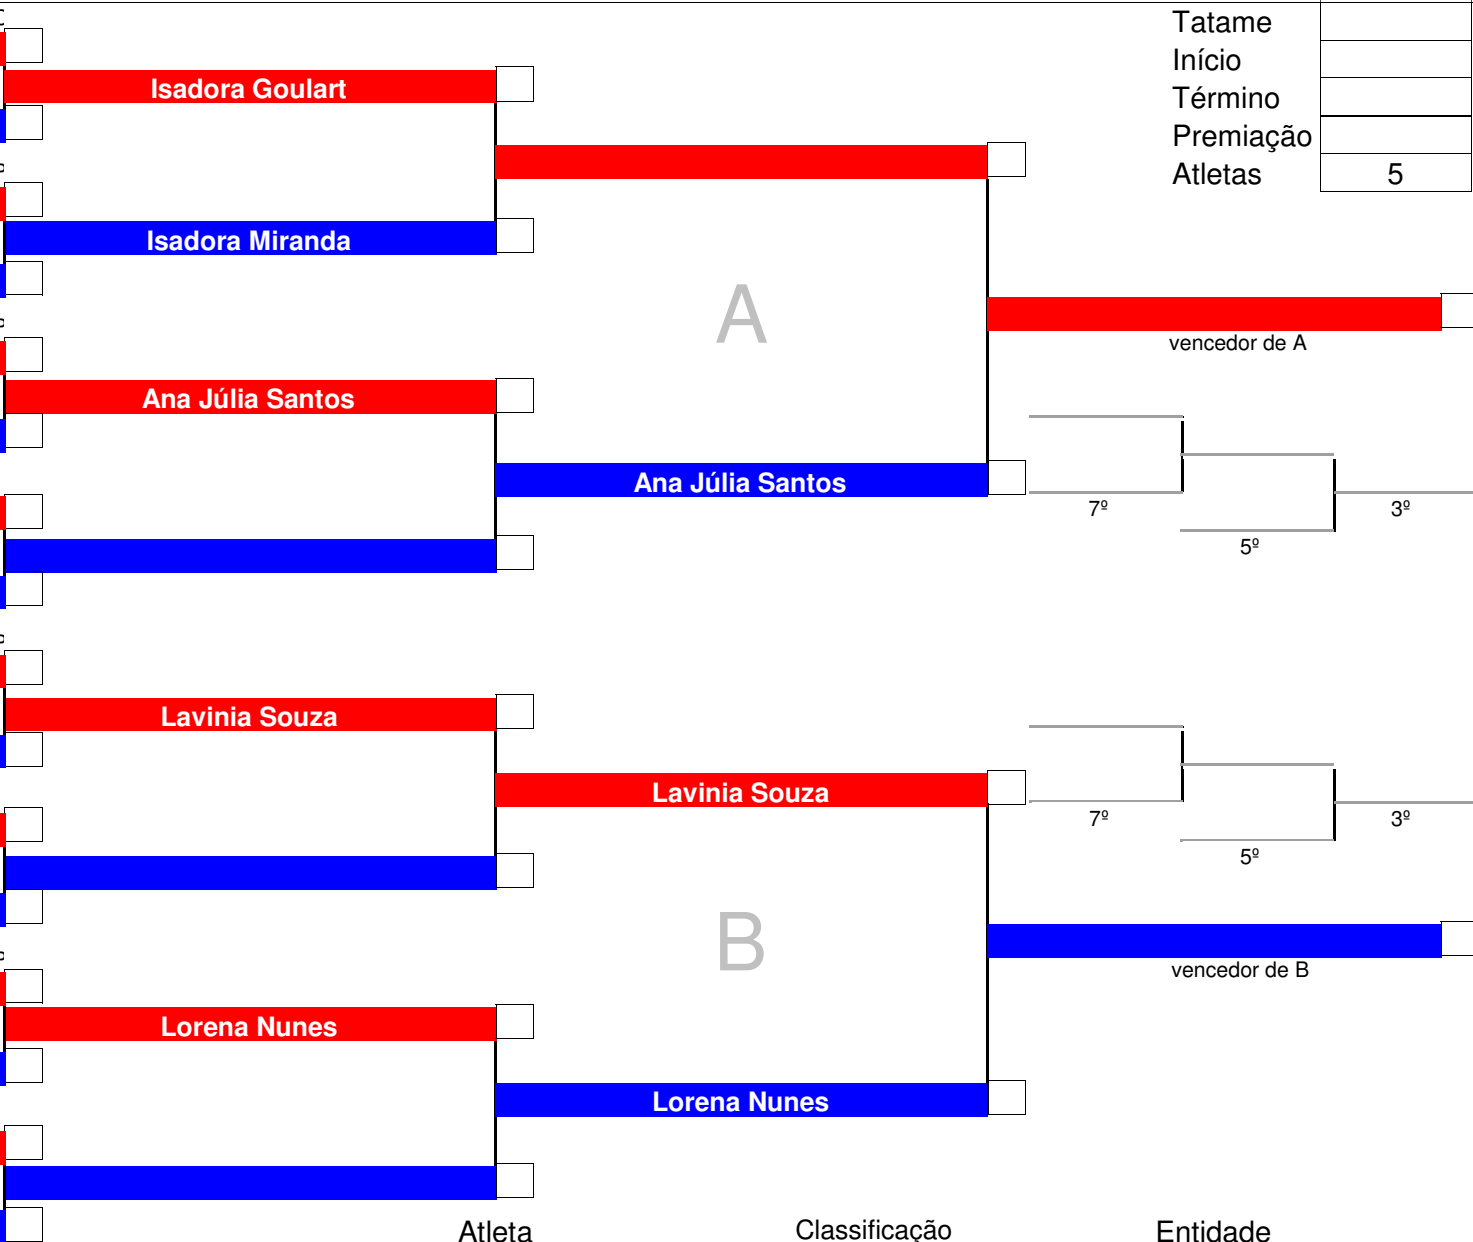 Tatame
Início
Término
Premiação
Atletas 5
Isadora Goulart
Isadora Miranda
A
vencedor de A
Ana Júlia Santos
Ana Júlia Santos
7º
3º
5º
Lavinia Souza
Lavinia Souza
7º
3º
5º
B
vencedor de B
Lorena Nunes
Lorena Nunes
Atleta Classificação Entidade